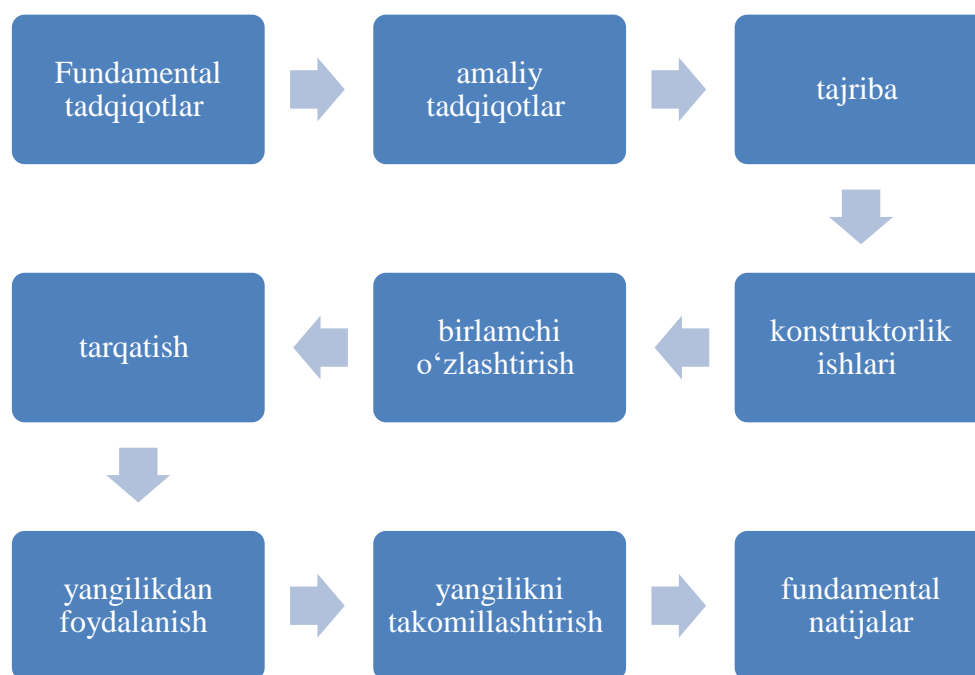 Fundamental
tadqiqotlar
amaliy
tadqiqotlar
tajriba
konstruktorlik
ishlari
birlamchi
o‘zlashtirish
tarqatish
yangilikdan
foydalanish
yangilikni
takomillashtirish
fundamental
natijalar